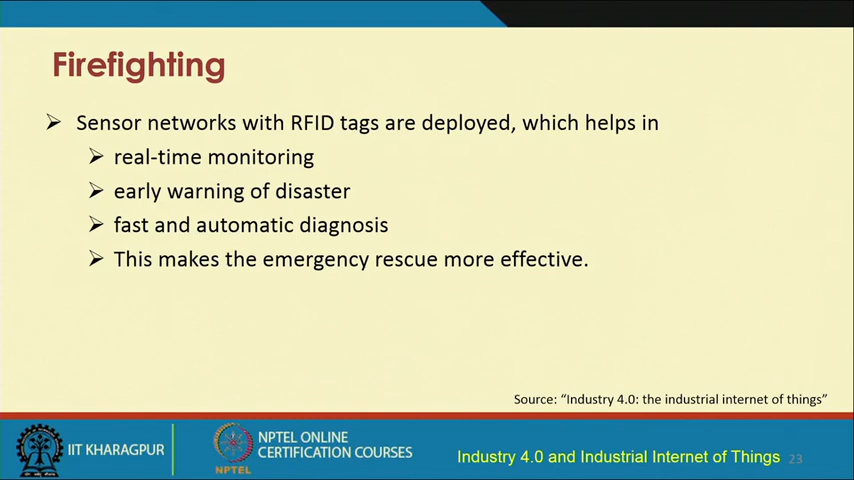 Firefighting
➢ Sensor networks with RFID tags are deployed, which helps in
➢ real-time monitoring
➢ early warning of disaster
➢ fast and automatic diagnosis
➢ This makes the emergency rescue more effective.
Source: “Industry 4.0: the industrial internet of things”
IIT KHARAGPUR
NPTEL
NPTEL ONLINE
CERTIFICATION COURSES
Industry 4.0 and Industrial Internet of Things
23